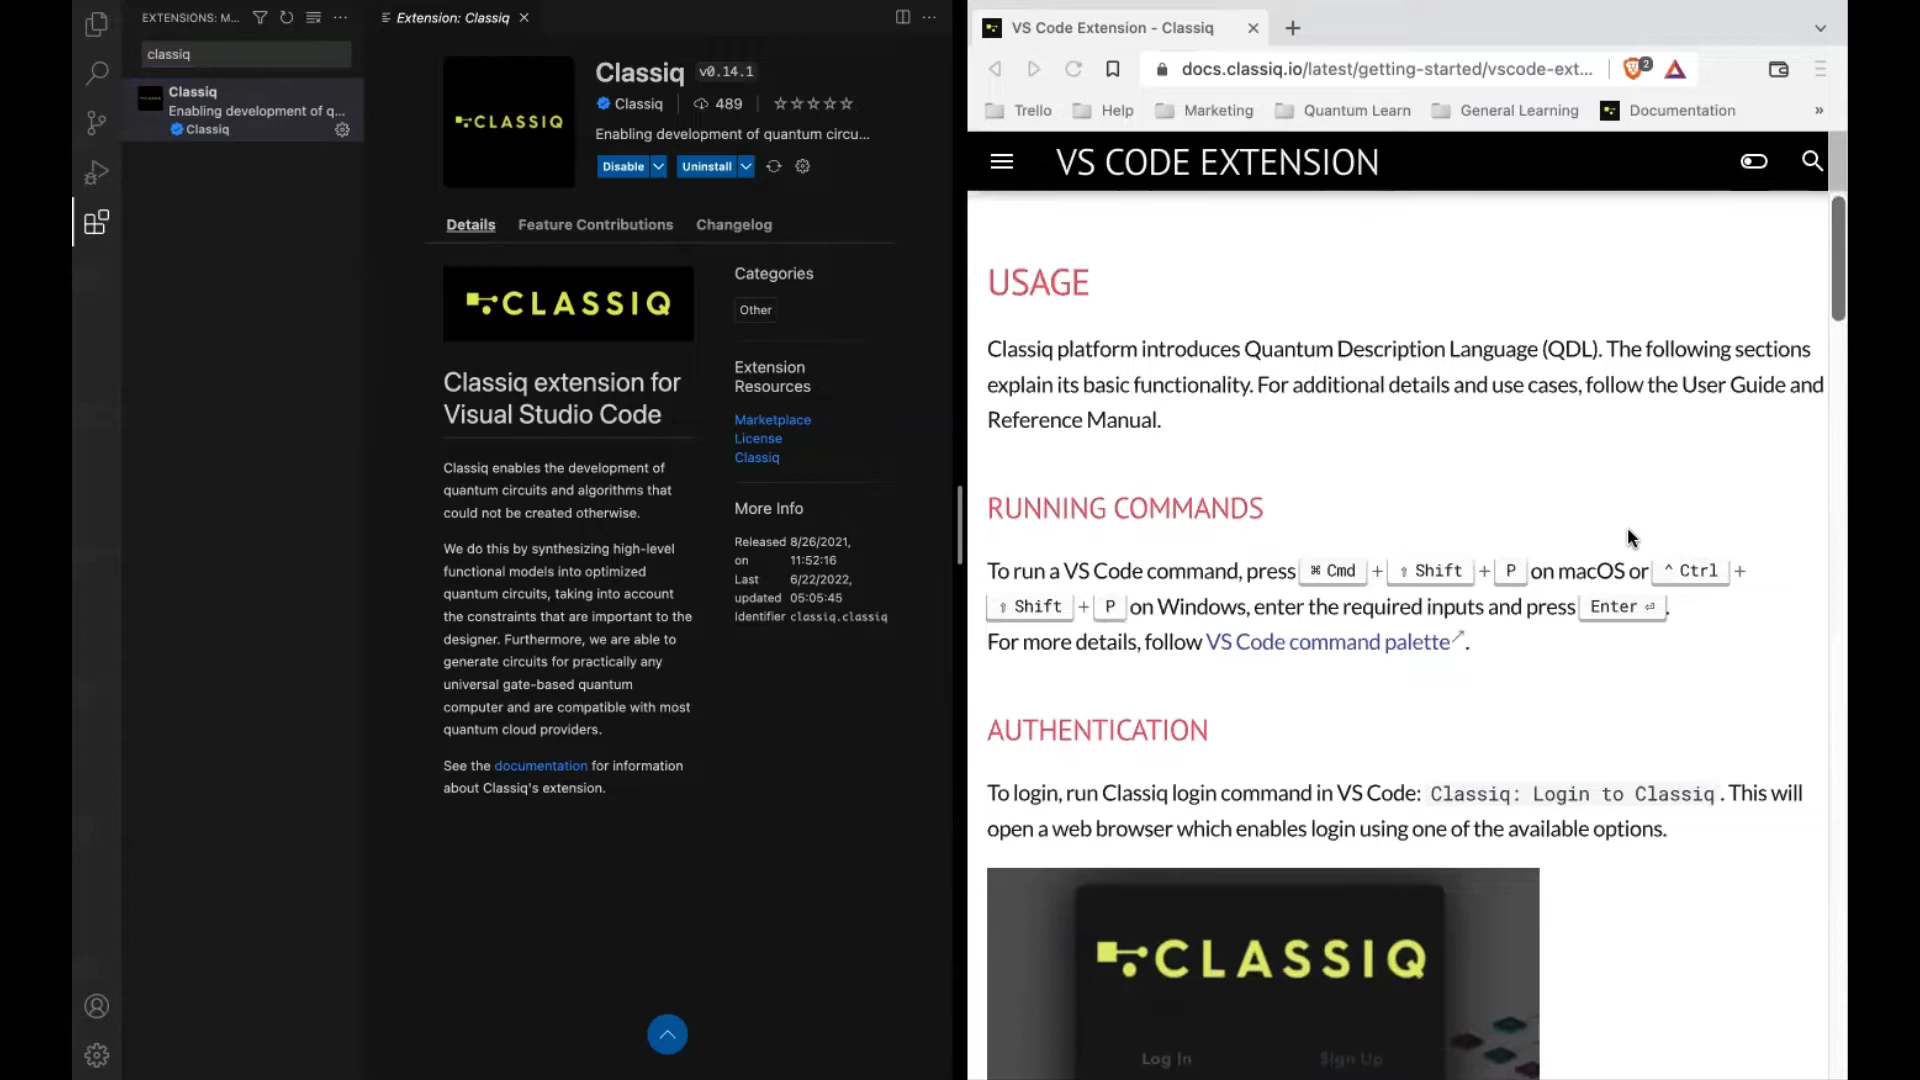 EXTENSIONS: M...
classiq
Classiq
Enabling development of q...
Classiq
Extension: Classiq
CLASSIQ
Classiq v0.14.1
Classiq 489
Enabling development of quantum circu...
Disable Uninstall
Details Feature Contributions Changelog
CLASSIQ
Classiq extension for
Visual Studio Code
Classiq enables the development of
quantum circuits and algorithms that
could not be created otherwise.
We do this by synthesizing high-level
functional models into optimized
quantum circuits, taking into account
the constraints that are important to the
designer. Furthermore, we are able to
generate circuits for practically any
universal gate-based quantum
computer and are compatible with most
quantum cloud providers.
See the documentation for information
about Classiq's extension.
Categories
Other
Extension
Resources
Marketplace
License
Classiq
More Info
Released 8/26/2021,
on 11:52:16
Last 6/22/2022,
updated 05:05:45
Identifier classiq.classiq
VS Code Extension - Classiq
docs.classiq.io/latest/getting-started/vscode-ext...
2
Trello Help Marketing Quantum Learn General Learning Documentation »
VS CODE EXTENSION
USAGE
Classiq platform introduces Quantum Description Language (QDL). The following sections
explain its basic functionality. For additional details and use cases, follow the User Guide and
Reference Manual.
RUNNING COMMANDS
To run a VS Code command, press ⌘ Cmd + ⇧ Shift + P on macOS or ^ Ctrl +
⇧ Shift + P on Windows, enter the required inputs and press Enter ⏎.
For more details, follow VS Code command palette↗.
AUTHENTICATION
To login, run Classiq login command in VS Code: Classiq: Login to Classiq. This will
open a web browser which enables login using one of the available options.
CLASSIQ
Log In Sign Up